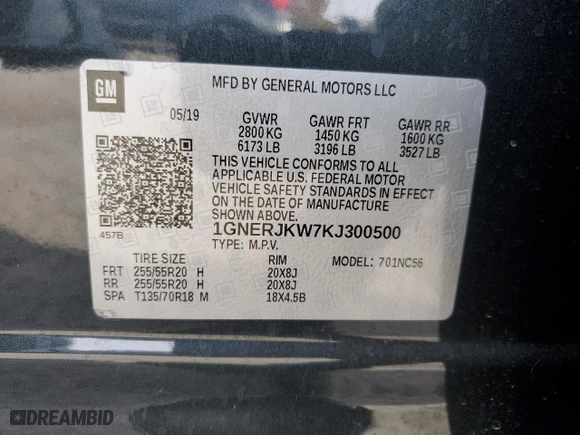 GM
MFD BY GENERAL MOTORS LLC
05/19 GVWR GAWR FRT GAWR RR
2800 KG 1450 KG 1600 KG
6173 LB 3196 LB 3527 LB
THIS VEHICLE CONFORMS TO ALL
APPLICABLE U.S. FEDERAL MOTOR
VEHICLE SAFETY STANDARDS IN EFFECT
ON THE DATE OF MANUFACTURE
SHOWN ABOVE.
1GNERJKW7KJ300500
457B TYPE: M.P.V.
TIRE SIZE RIM MODEL: 701NC56
FRT 255/55R20 H 20X8J
RR 255/55R20 H 20X8J
SPA T135/70R18 M 18X4.5B
DREAMBID